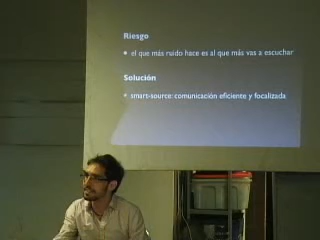 Riesgo
• el que más ruido hace es al que más vas a escuchar
Solución
• smart-source: comunicación eficiente y focalizada